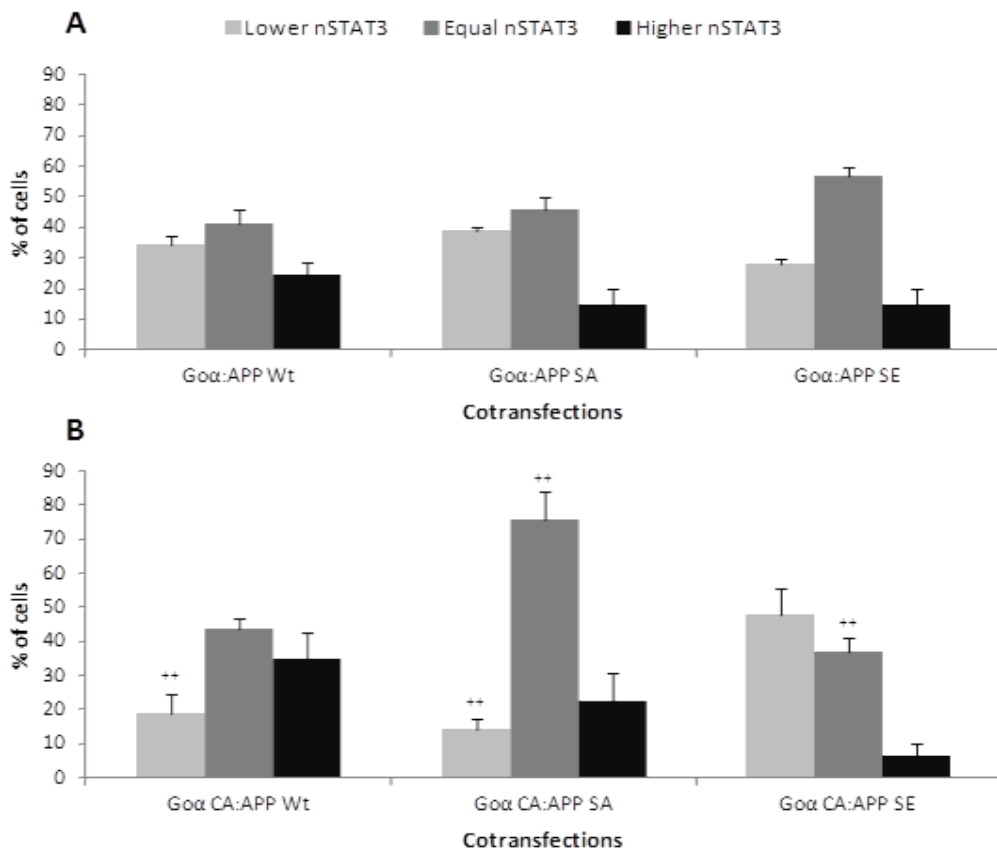 A
Lower nSTAT3 Equal nSTAT3 Higher nSTAT3
90
80
70
60
50
40
30
20
10
0
% of cells
Goα:APP Wt Goα:APP SA Goα:APP SE
Cotransfections
B
90
80
70
60
50
40
30
20
10
0
% of cells
++
++
++
++
Goα CA:APP Wt Goα CA:APP SA Goα CA:APP SE
Cotransfections